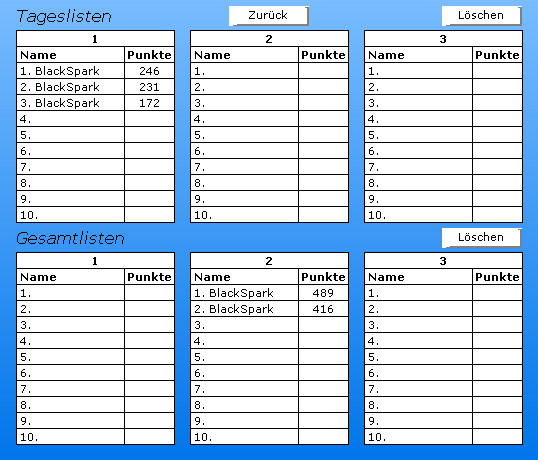 Tageslisten Zurück Löschen
1 2 3
Name Punkte Name Punkte Name Punkte
1. BlackSpark 246 1. 1.
2. BlackSpark 231 2. 2.
3. BlackSpark 172 3. 3.
4. 4. 4.
5. 5. 5.
6. 6. 6.
7. 7. 7.
8. 8. 8.
9. 9. 9.
10. 10. 10.
Gesamtlisten Löschen
1 2 3
Name Punkte Name Punkte Name Punkte
1. 1. BlackSpark 489 1.
2. 2. BlackSpark 416 2.
3. 3. 3.
4. 4. 4.
5. 5. 5.
6. 6. 6.
7. 7. 7.
8. 8. 8.
9. 9. 9.
10. 10. 10.